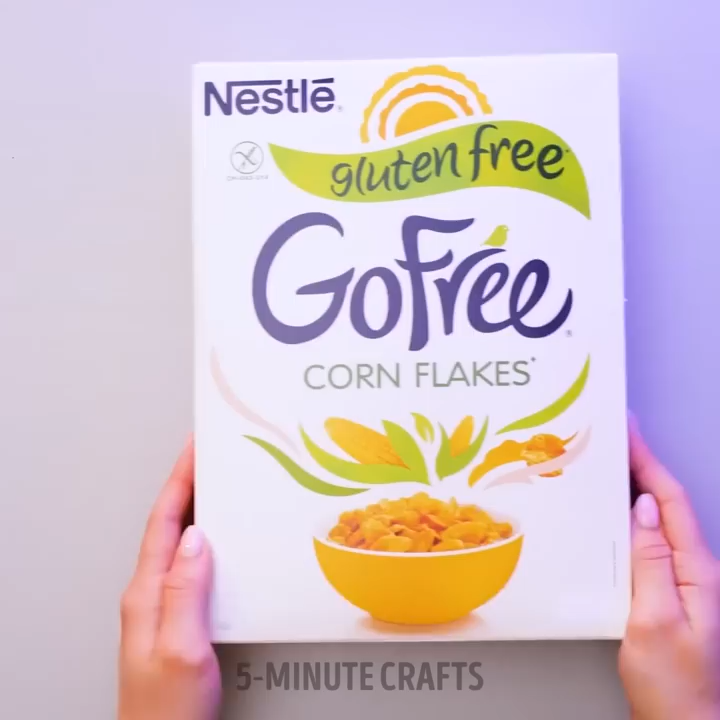 Nestlé
gluten free*
GoFree
CORN FLAKES*
5-MINUTE CRAFTS